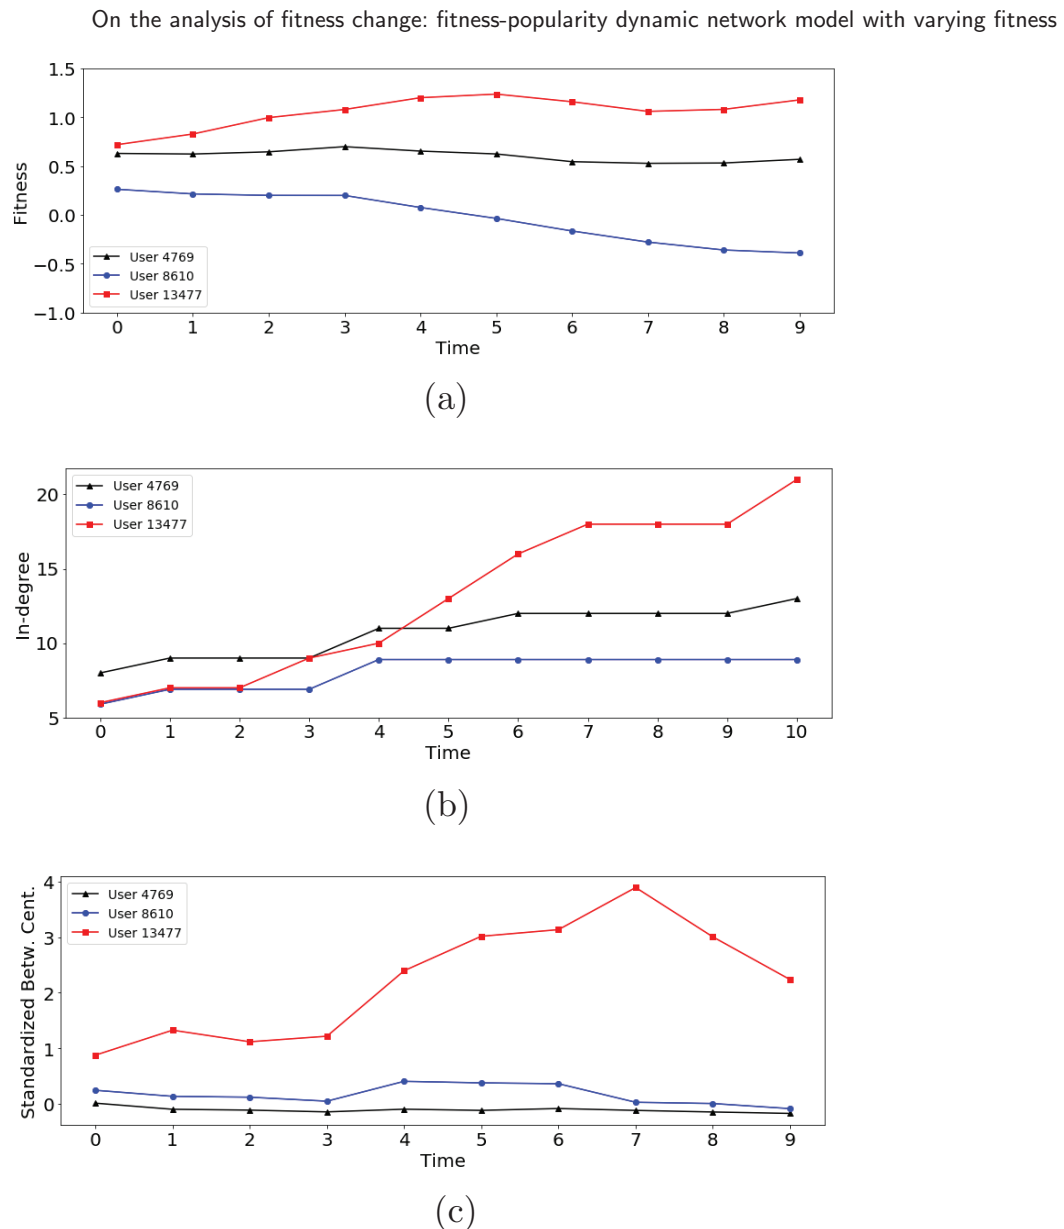 On the analysis of fitness change: fitness-popularity dynamic network model with varying fitness
1.5
1.0
0.5
0.0
−0.5
−1.0
Fitness
User 4769
User 8610
User 13477
0 1 2 3 4 5 6 7 8 9
Time
(a)
20
15
10
5
In-degree
User 4769
User 8610
User 13477
0 1 2 3 4 5 6 7 8 9 10
Time
(b)
4
3
2
1
0
Standardized Betw. Cent.
User 4769
User 8610
User 13477
0 1 2 3 4 5 6 7 8 9
Time
(c)